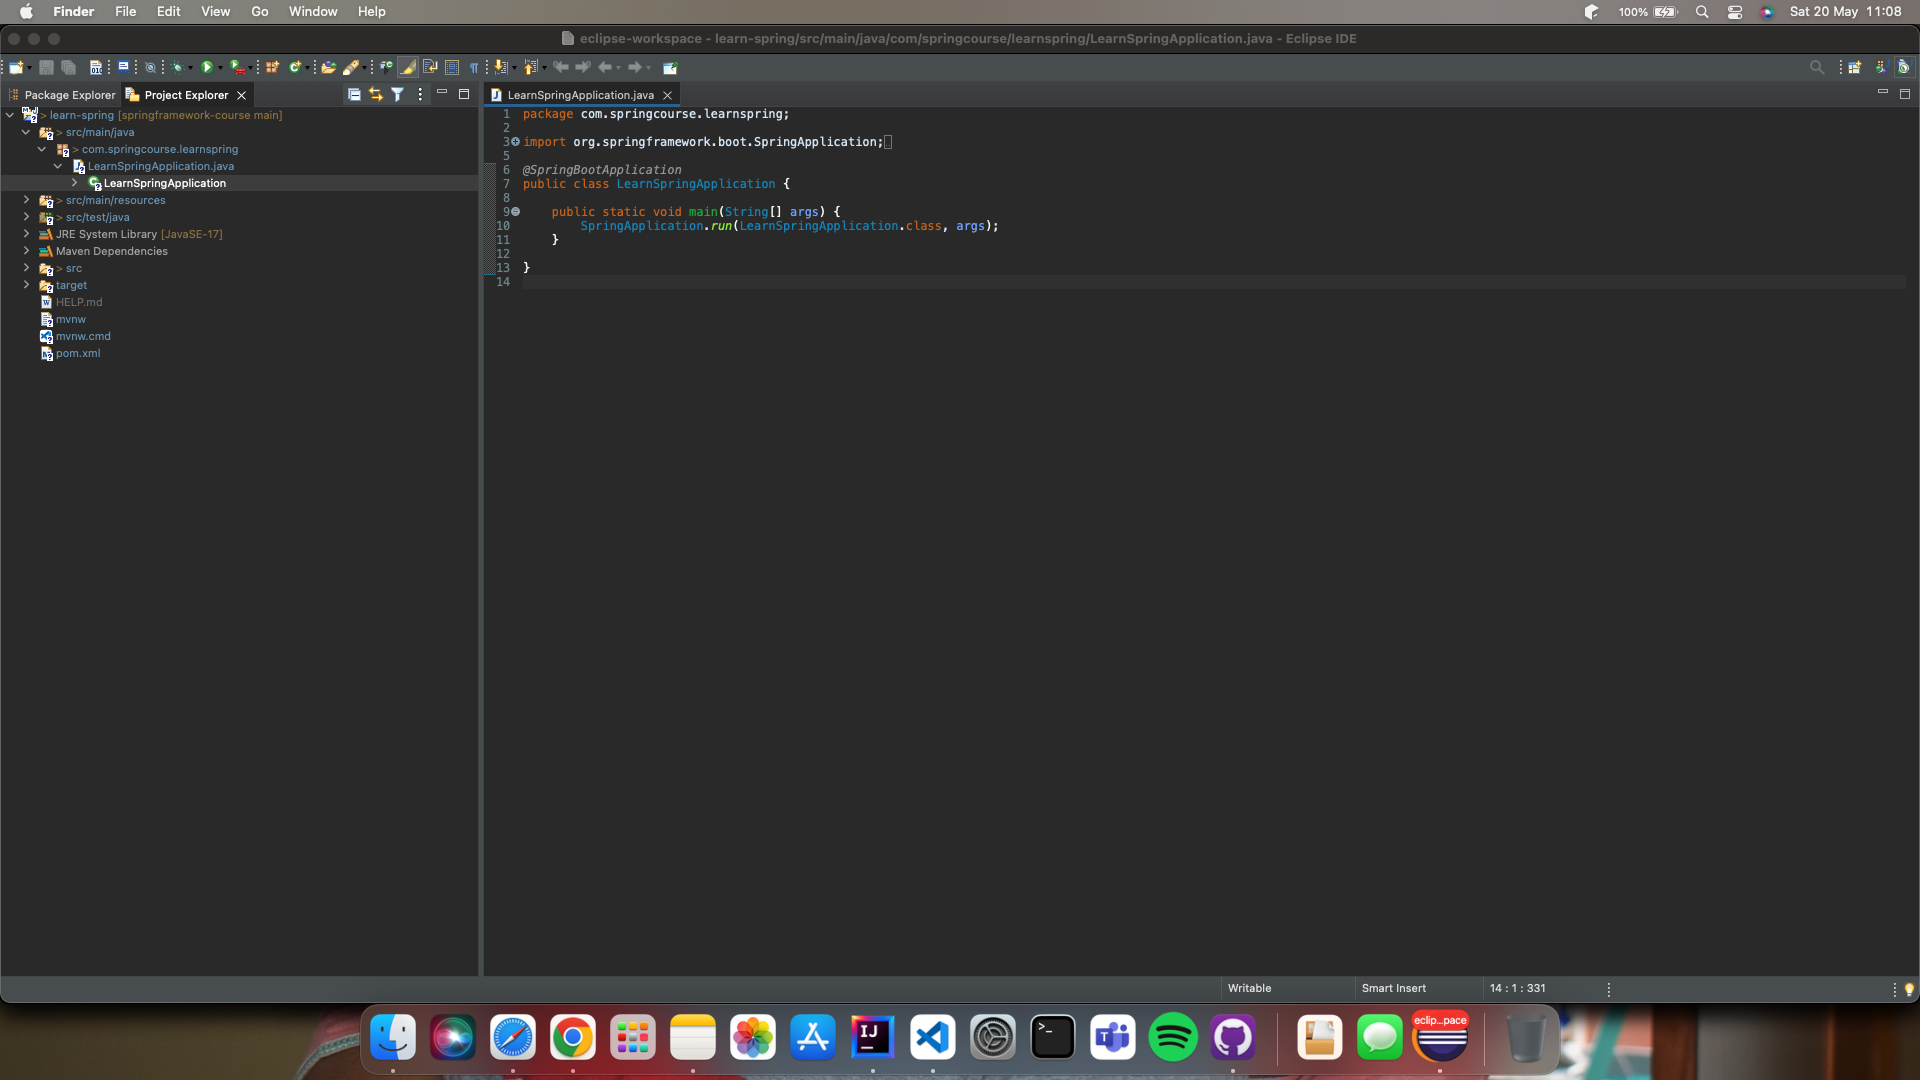 Finder File Edit View Go Window Help 100% Sat 20 May 11:08
eclipse-workspace - learn-spring/src/main/java/com/springcourse/learnspring/LearnSpringApplication.java - Eclipse IDE
Package Explorer Project Explorer
> learn-spring [springframework-course main]
> src/main/java
> com.springcourse.learnspring
LearnSpringApplication.java
LearnSpringApplication
> src/main/resources
> src/test/java
JRE System Library [JavaSE-17]
Maven Dependencies
> src
target
HELP.md
mvnw
mvnw.cmd
pom.xml
LearnSpringApplication.java
1 package com.springcourse.learnspring;
2
3 import org.springframework.boot.SpringApplication;
5
6 @SpringBootApplication
7 public class LearnSpringApplication {
8
9 public static void main(String[] args) {
10 SpringApplication.run(LearnSpringApplication.class, args);
11 }
12
13 }
14
Writable Smart Insert 14 : 1 : 331
IJ
eclip...pace